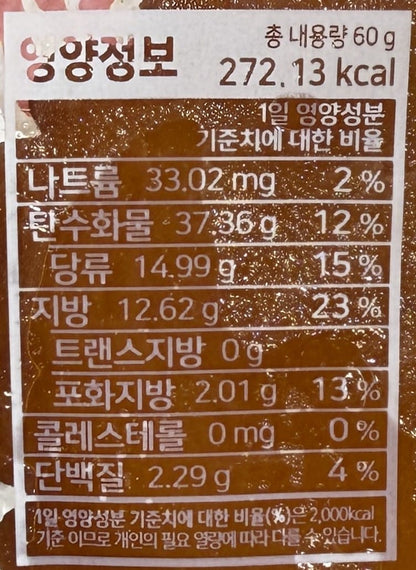 영양정보
총 내용량 60 g
272.13 kcal
1일 영양성분
기준치에 대한 비율
나트륨 33.02 mg 2 %
탄수화물 37.36 g 12 %
당류 14.99 g 15 %
지방 12.62 g 23 %
트랜스지방 0 g
포화지방 2.01 g 13 %
콜레스테롤 0 mg 0 %
단백질 2.29 g 4 %
1일 영양성분 기준치에 대한 비율(%)은 2,000kcal
기준 이므로 개인의 필요 열량에 따라 다를 수 있습니다.